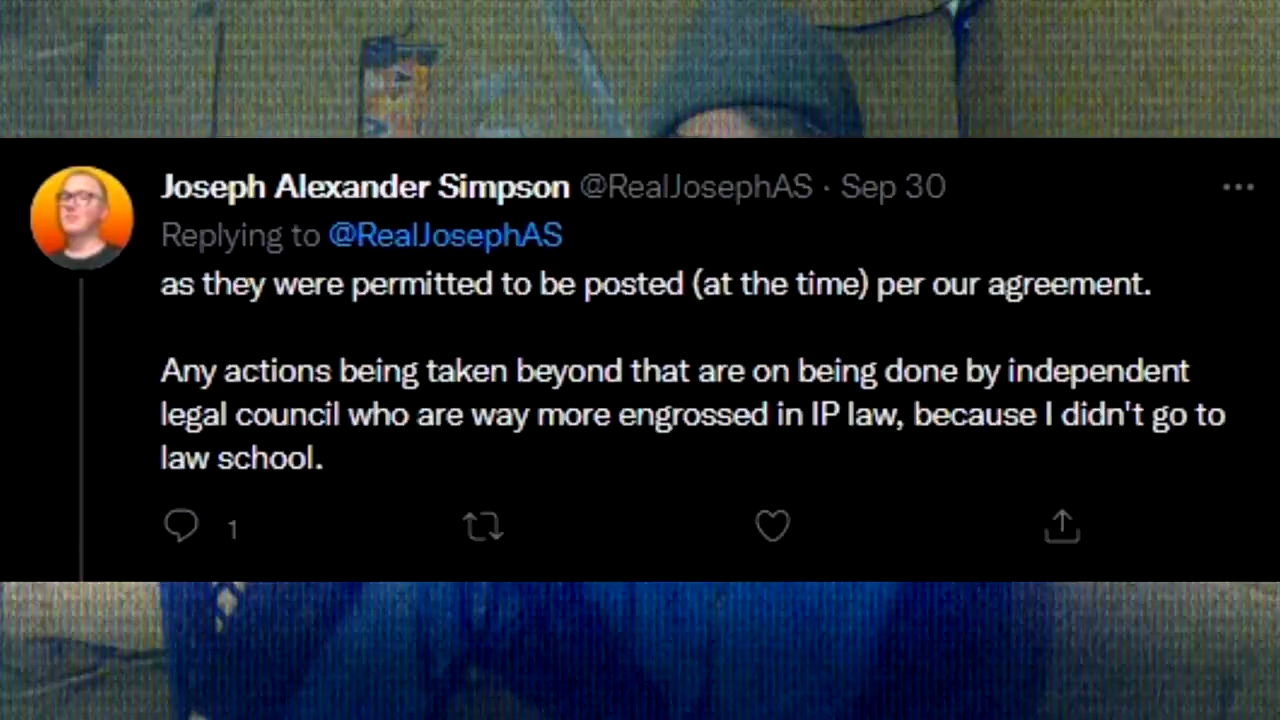 Joseph Alexander Simpson @RealJosephAS · Sep 30
Replying to @RealJosephAS
as they were permitted to be posted (at the time) per our agreement.
Any actions being taken beyond that are on being done by independent
legal council who are way more engrossed in IP law, because I didn't go to
law school.
1